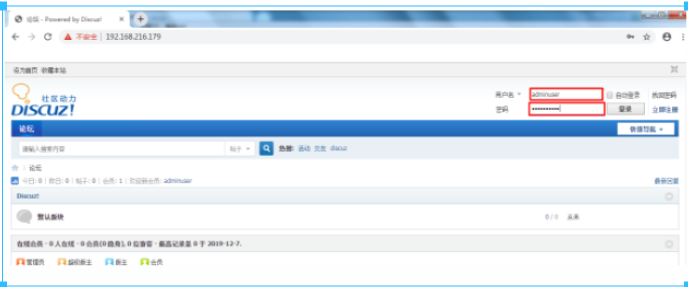 论坛 - Powered by Discuz!
不安全 | 192.168.216.179
设为首页 收藏本站
社区动力
DISCUZ!
用户名 adminuser 自动登录 找回密码
密码 •••••••••• 登录 立即注册
论坛 快捷导航
请输入搜索内容 帖子 热搜: 活动 交友 discuz
论坛
今日: 0 | 昨日: 0 | 帖子: 0 | 会员: 1 | 欢迎新会员: adminuser 最新回复
Discuz!
默认版块 0 / 0 从未
在线会员 - 0 人在线 - 0 会员(0 隐身), 0 位游客 - 最高记录是 0 于 2019-12-7.
管理员 超级版主 版主 会员